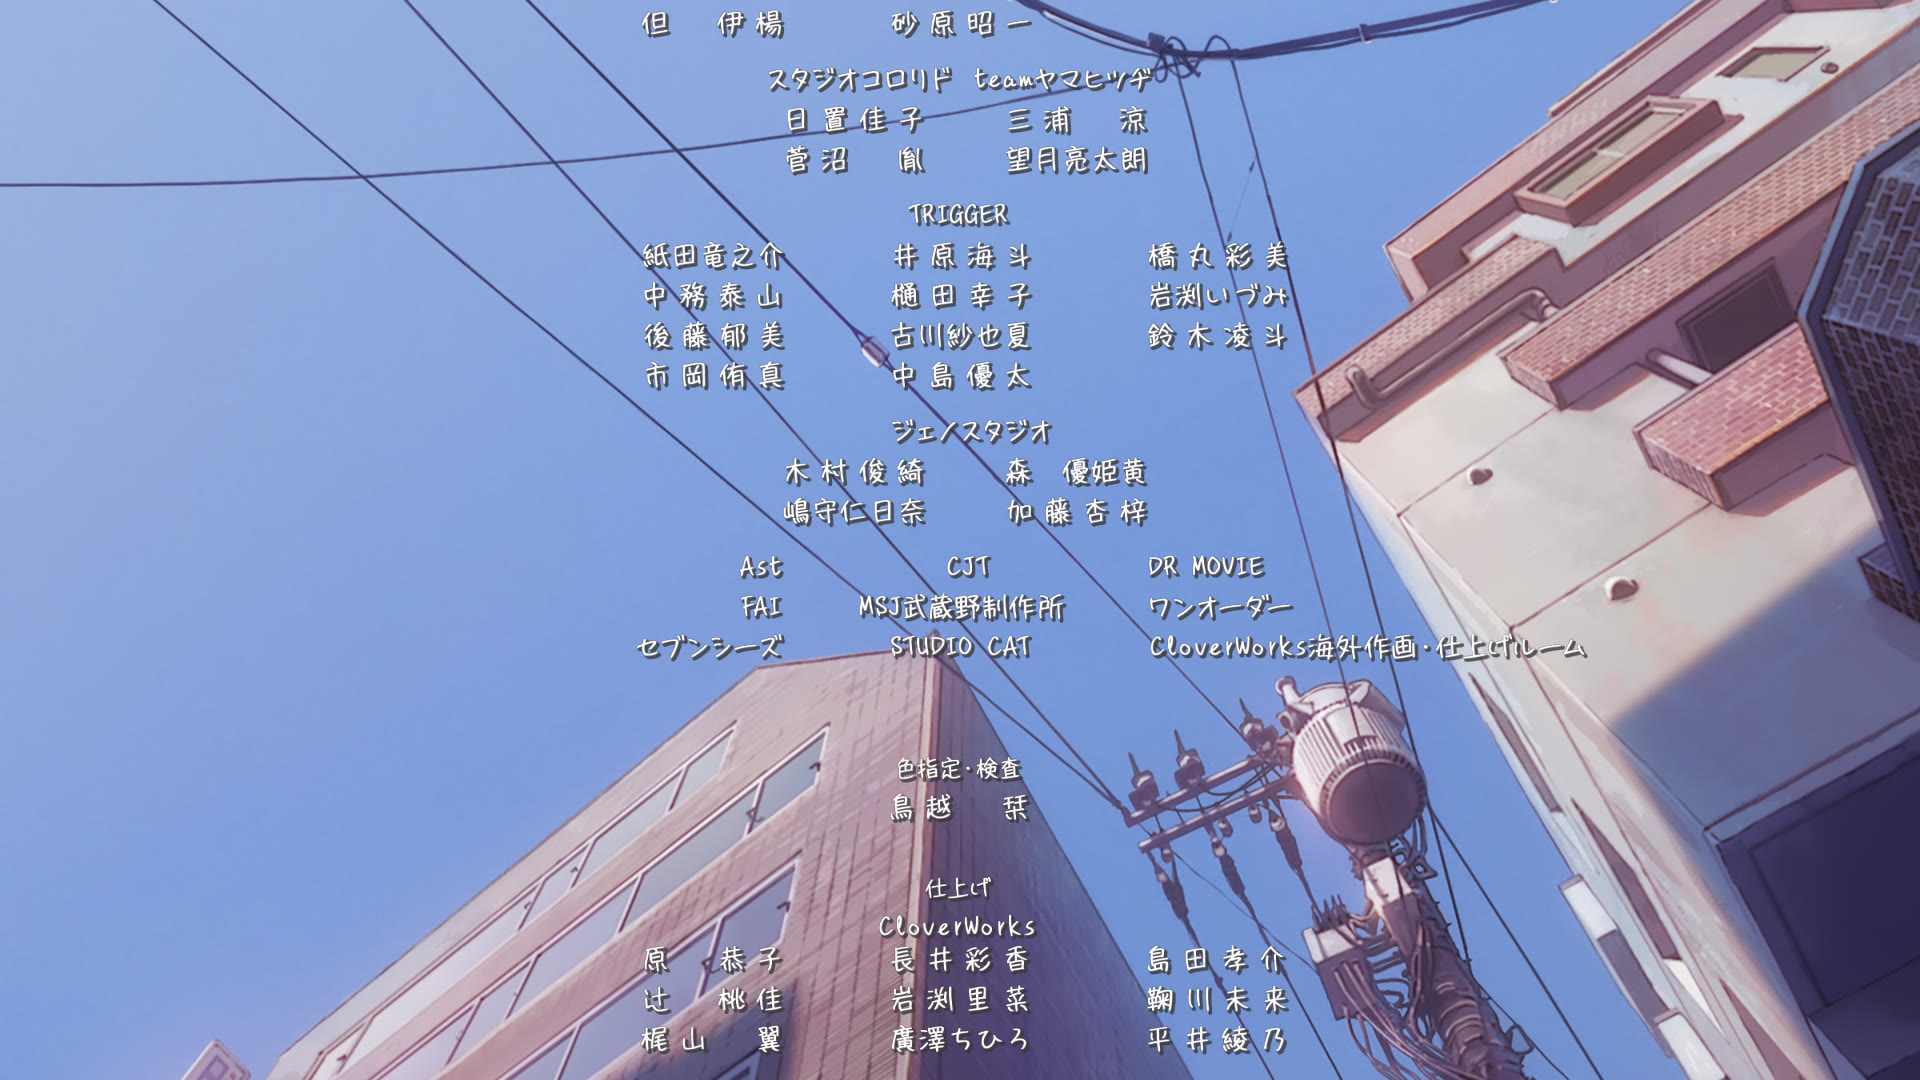 但 伊楊 砂原昭一
スタジオコロリド teamヤマヒツヂ
日置佳子 三浦 涼
菅沼 胤 望月亮太朗
TRIGGER
紙田竜之介 井原海斗 橋丸彩美
中務泰山 樋田幸子 岩渕いづみ
後藤郁美 古川紗也夏 鈴木凌斗
市岡侑真 中島優太
ジェノスタジオ
木村俊綺 森 優姫黄
嶋守仁日奈 加藤杏梓
Ast CJT DR MOVIE
FAI MSJ武蔵野制作所 ワンオーダー
セブンシーズ STUDIO CAT CloverWorks海外作画・仕上げルーム
色指定・検査
鳥越 栞
仕上げ
CloverWorks
原 恭子 長井彩香 島田孝介
辻 桃佳 岩渕里菜 鞠川未来
梶山 翼 廣澤ちひろ 平井綾乃